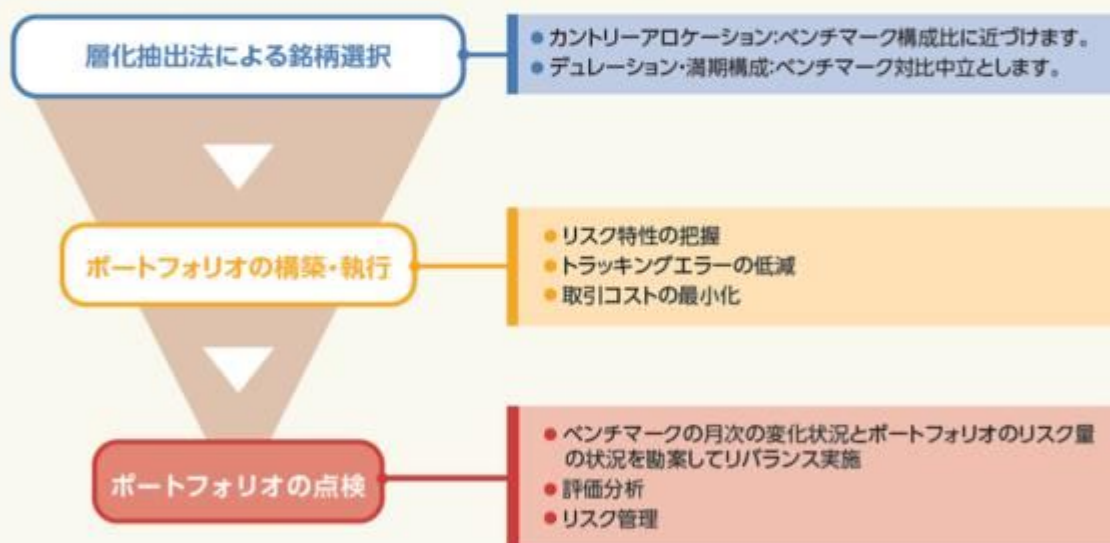 層化抽出法による銘柄選択
● カントリーアロケーション:ベンチマーク構成比に近づけます。
● デュレーション・満期構成:ベンチマーク対比中立とします。
ポートフォリオの構築・執行
● リスク特性の把握
● トラッキングエラーの低減
● 取引コストの最小化
ポートフォリオの点検
● ベンチマークの月次の変化状況とポートフォリオのリスク量
の状況を勘案してリバランス実施
● 評価分析
● リスク管理